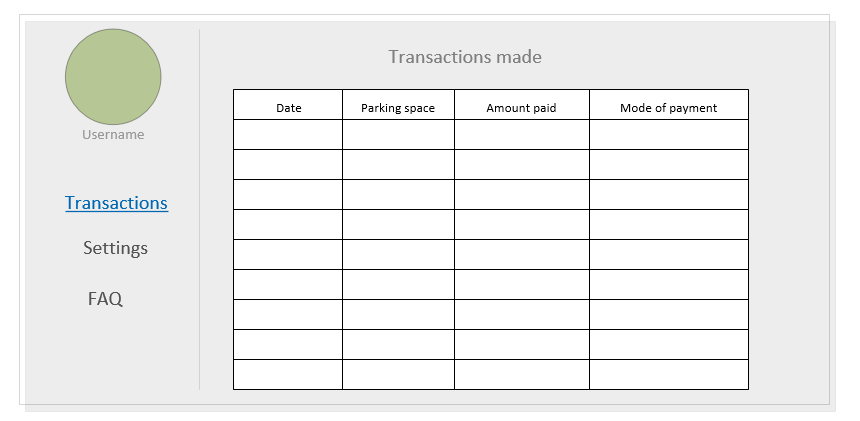 Username
Transactions
Settings
FAQ
Transactions made
Date Parking space Amount paid Mode of payment